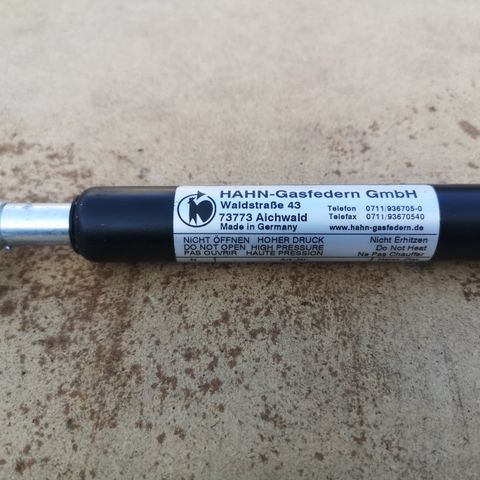 HAHN-Gasfedern GmbH
Waldstraße 43 Telefon 0711/936705-0
73773 Aichwald Telefax 0711/93670540
Made in Germany www.hahn-gasfedern.de
NICHT ÖFFNEN HOHER DRUCK Nicht Erhitzen
DO NOT OPEN HIGH PRESSURE Do Not Heat
PAS OUVRIR HAUTE PRESSION Ne Pas Chauffer